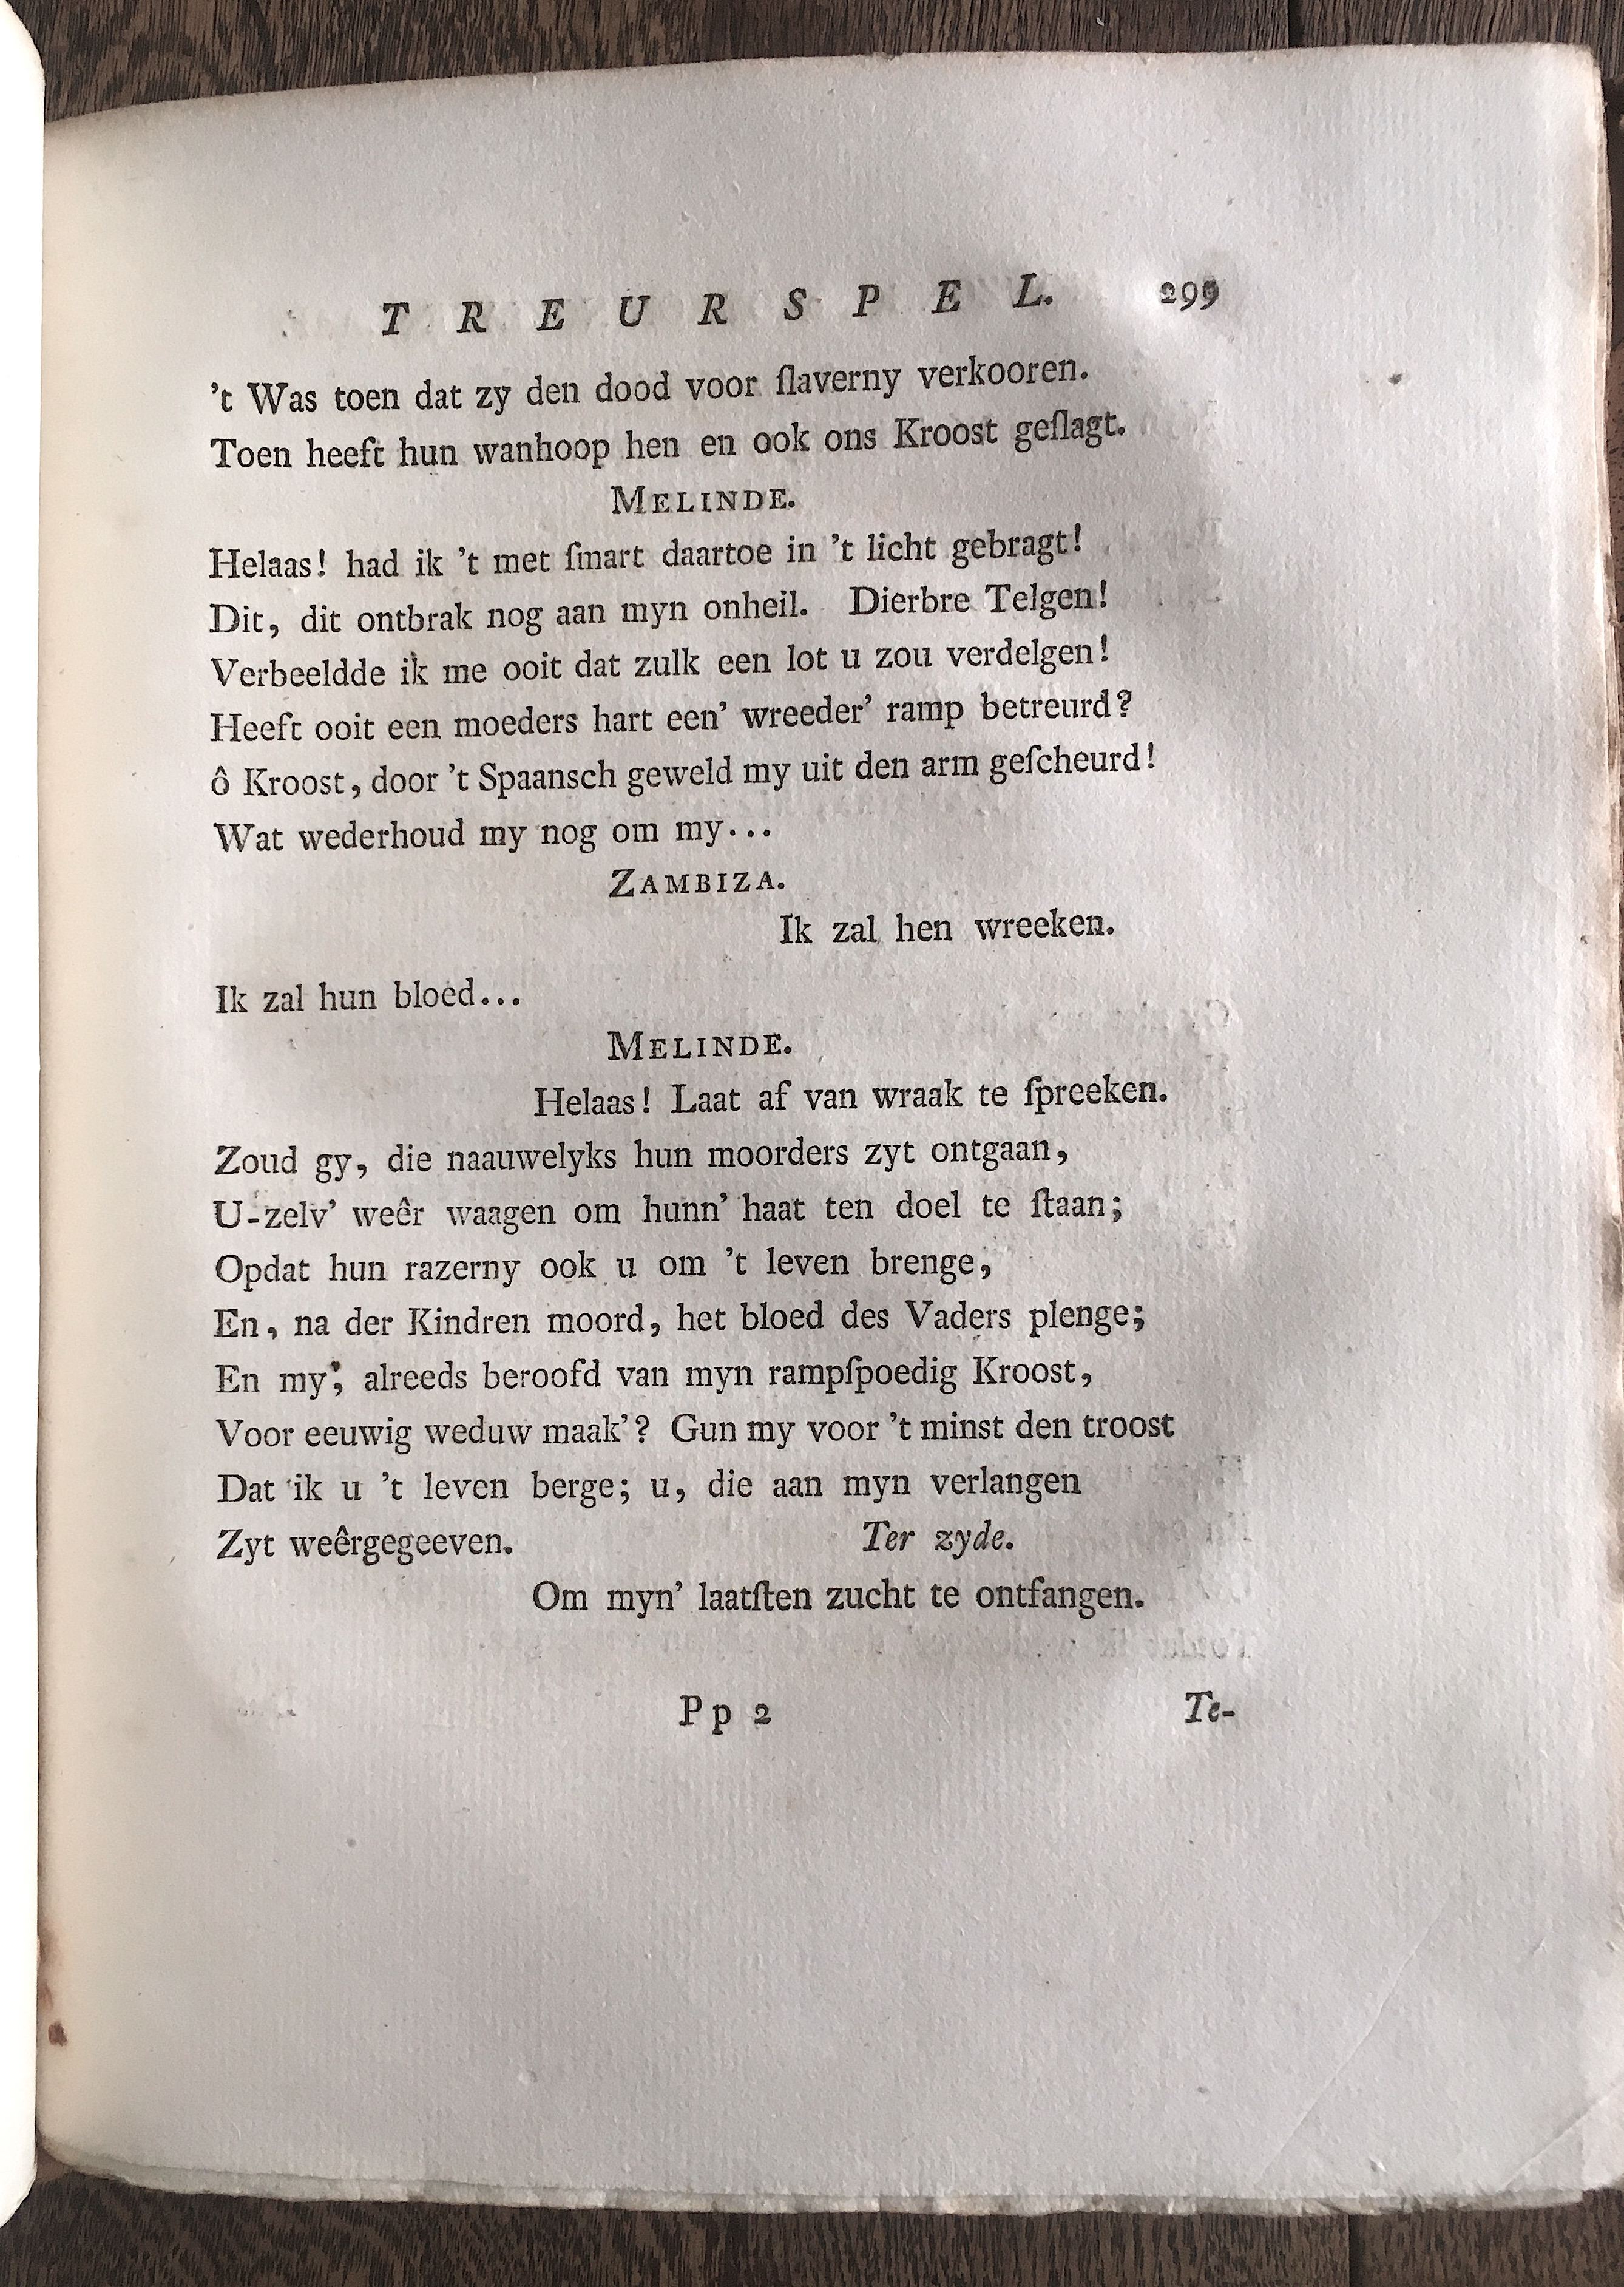 TREURSPEL. 299
't Was toen dat zy den dood voor ſlaverny verkooren.
Toen heeft hun wanhoop hen en ook ons Kroost geſlagt.
MELINDE.
Helaas! had ik 't met ſmart daartoe in 't licht gebragt!
Dit, dit ontbrak nog aan myn onheil. Dierbre Telgen!
Verbeeldde ik me ooit dat zulk een lot u zou verdelgen!
Heeft ooit een moeders hart een' wreeder' ramp betreurd?
ô Kroost, door 't Spaansch geweld my uit den arm geſcheurd!
Wat wederhoud my nog om my...
ZAMBIZA.
Ik zal hen wreeken.
Ik zal hun bloed...
MELINDE.
Helaas! Laat af van wraak te ſpreeken.
Zoud gy, die naauwelyks hun moorders zyt ontgaan,
U-zelv' weêr waagen om hunn' haat ten doel te ſtaan;
Opdat hun razerny ook u om 't leven brenge,
En, na der Kindren moord, het bloed des Vaders plenge;
En my, alreeds beroofd van myn rampſpoedig Kroost,
Voor eeuwig weduw maak'? Gun my voor 't minst den troost
Dat ik u 't leven berge; u, die aan myn verlangen
Zyt weêrgegeeven. Ter zyde.
Om myn' laatſten zucht te ontfangen.
Pp 2 Te-